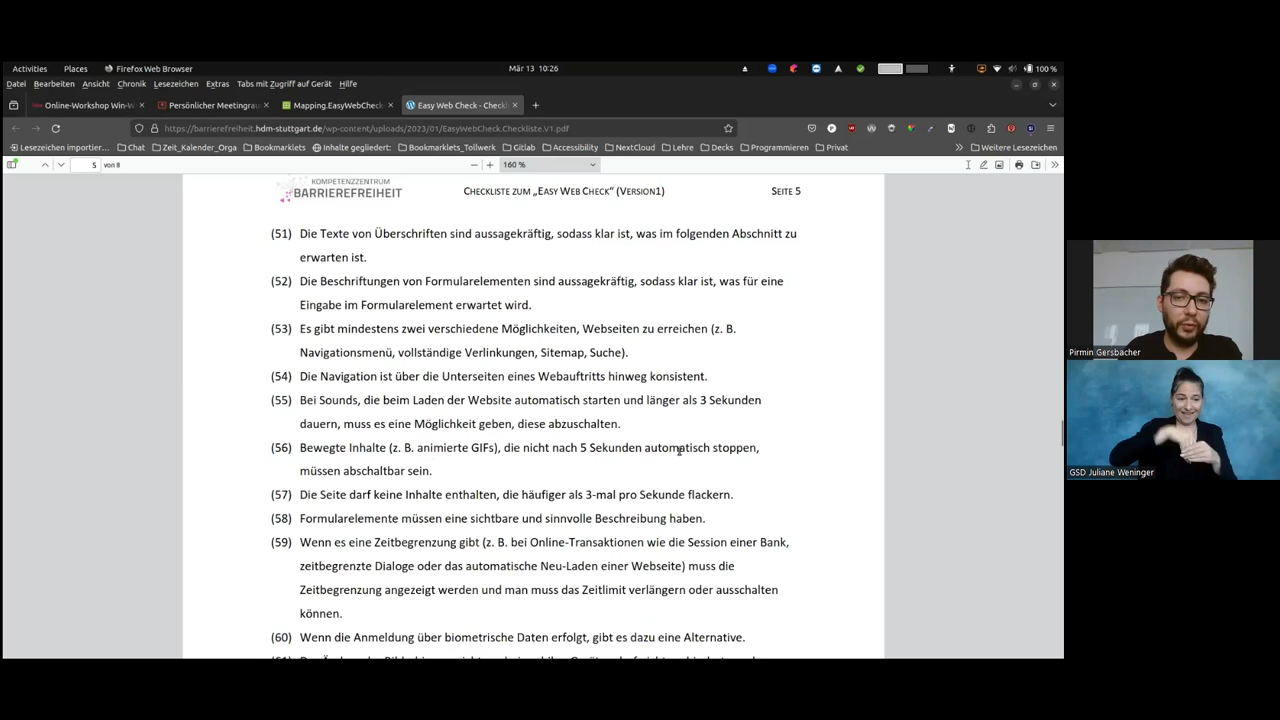 Activities Places Firefox Web Browser Mär 13 10:26 100 %
Datei Bearbeiten Ansicht Chronik Lesezeichen Extras Tabs mit Zugriff auf Gerät Hilfe
Online-Workshop Win-W Persönlicher Meetingrau Mapping.EasyWebCheck Easy Web Check - Checkli
https://barrierefreiheit.hdm-stuttgart.de/wp-content/uploads/2023/01/EasyWebCheck.Checkliste.V1.pdf
Lesezeichen importier... Chat Zeit_Kalender_Orga Bookmarklets Inhalte gegliedert: Bookmarklets_Tollwerk Gitlab Accessibility NextCloud Lehre Decks Programmieren Privat Weitere Lesezeichen
5 von 8 160 %
KOMPETENZZENTRUM
BARRIEREFREIHEIT CHECKLISTE ZUM „EASY WEB CHECK“ (VERSION1) SEITE 5
(51) Die Texte von Überschriften sind aussagekräftig, sodass klar ist, was im folgenden Abschnitt zu
erwarten ist.
(52) Die Beschriftungen von Formularelementen sind aussagekräftig, sodass klar ist, was für eine
Eingabe im Formularelement erwartet wird.
(53) Es gibt mindestens zwei verschiedene Möglichkeiten, Webseiten zu erreichen (z. B.
Navigationsmenü, vollständige Verlinkungen, Sitemap, Suche).
(54) Die Navigation ist über die Unterseiten eines Webauftritts hinweg konsistent.
(55) Bei Sounds, die beim Laden der Website automatisch starten und länger als 3 Sekunden
dauern, muss es eine Möglichkeit geben, diese abzuschalten.
(56) Bewegte Inhalte (z. B. animierte GIFs), die nicht nach 5 Sekunden automatisch stoppen,
müssen abschaltbar sein.
(57) Die Seite darf keine Inhalte enthalten, die häufiger als 3-mal pro Sekunde flackern.
(58) Formularelemente müssen eine sichtbare und sinnvolle Beschreibung haben.
(59) Wenn es eine Zeitbegrenzung gibt (z. B. bei Online-Transaktionen wie die Session einer Bank,
zeitbegrenzte Dialoge oder das automatische Neu-Laden einer Webseite) muss die
Zeitbegrenzung angezeigt werden und man muss das Zeitlimit verlängern oder ausschalten
können.
(60) Wenn die Anmeldung über biometrische Daten erfolgt, gibt es dazu eine Alternative.
Pirmin Gersbacher
GSD Juliane Weninger